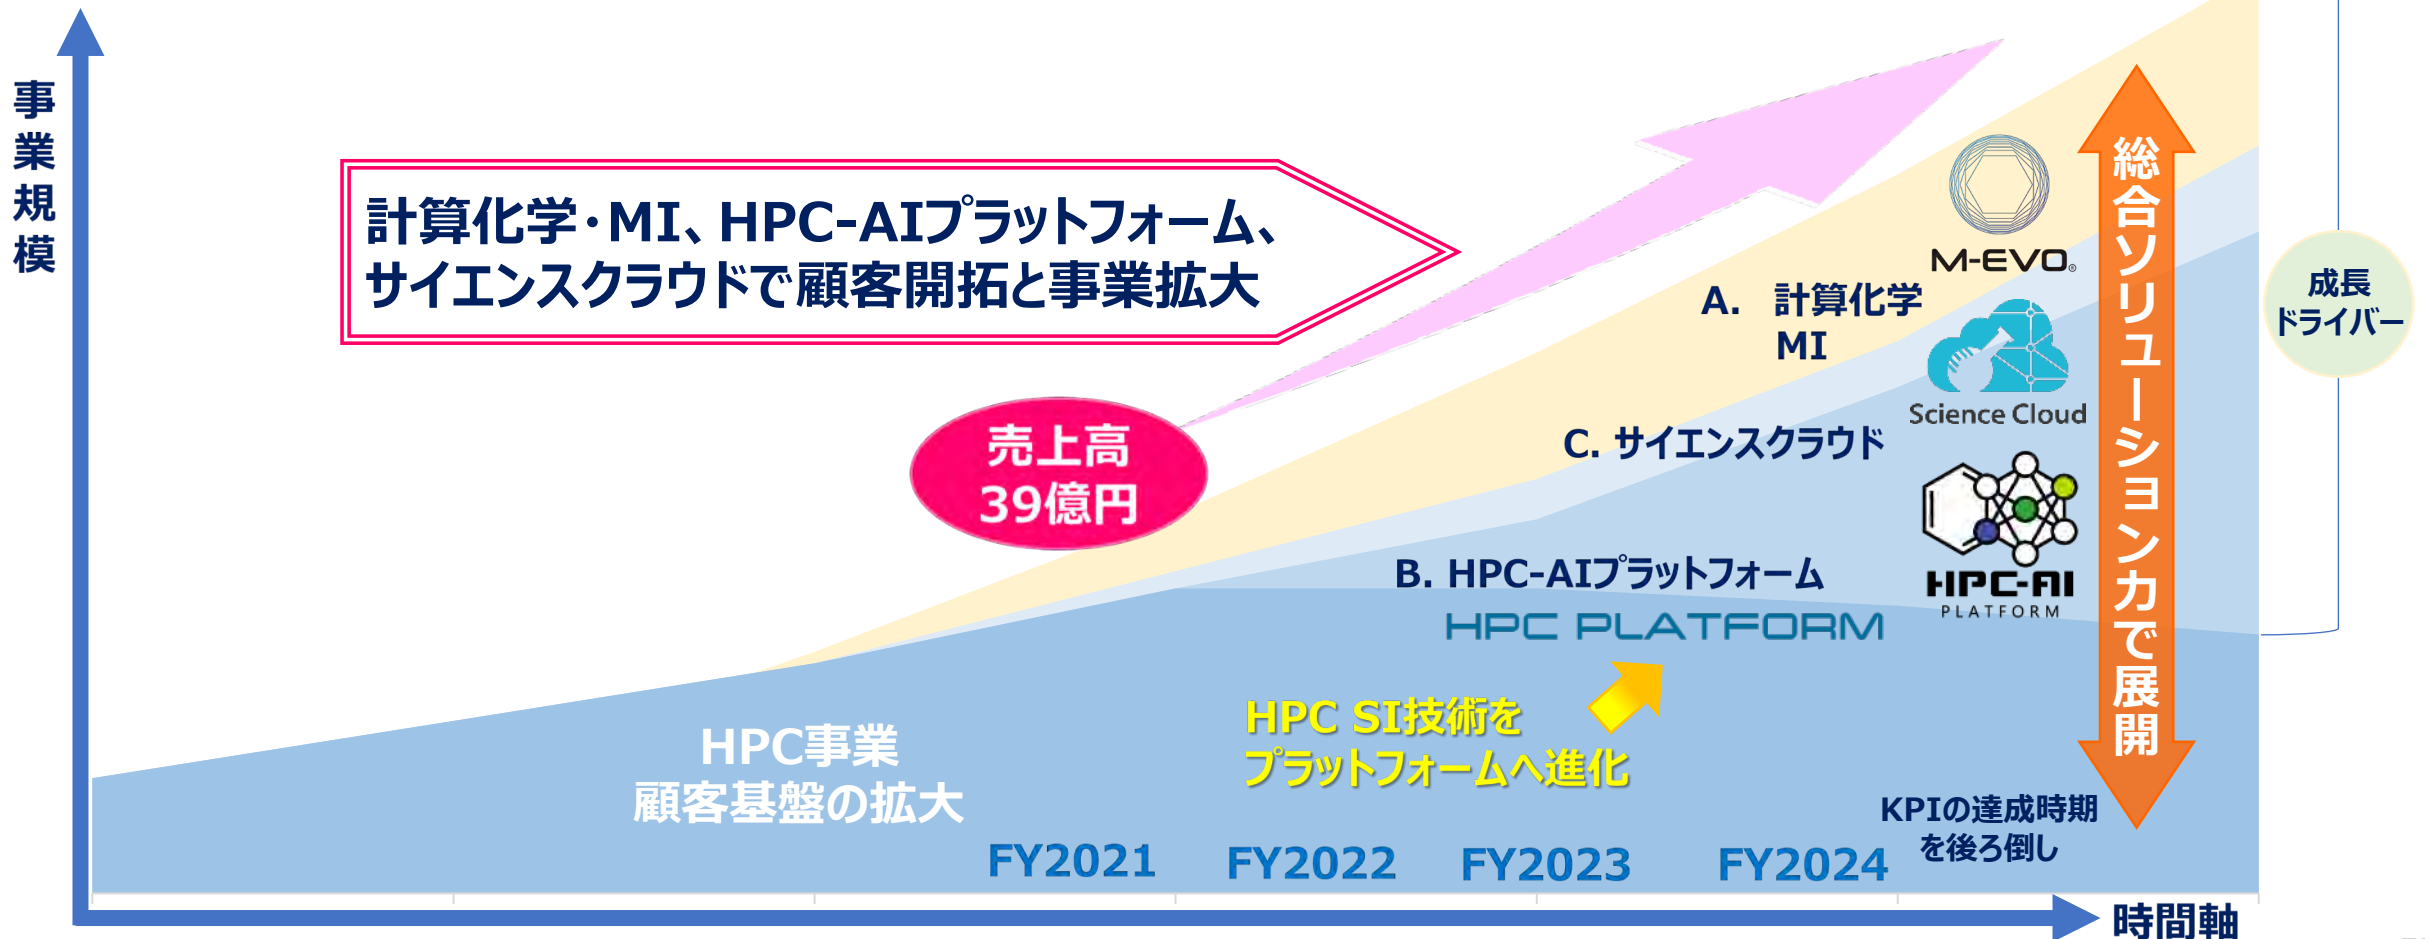 事業規模
計算化学・MI、HPC-AIプラットフォーム、
サイエンスクラウドで顧客開拓と事業拡大
売上高
39億円
A. 計算化学
MI
M-EVO®
C. サイエンスクラウド
Science Cloud
B. HPC-AIプラットフォーム
HPC PLATFORM
HPC-AI
PLATFORM
総合ソリューション力で展開
成長
ドライバー
HPC事業
顧客基盤の拡大
HPC SI技術を
プラットフォームへ進化
KPIの達成時期
を後ろ倒し
FY2021
FY2022
FY2023
FY2024
時間軸